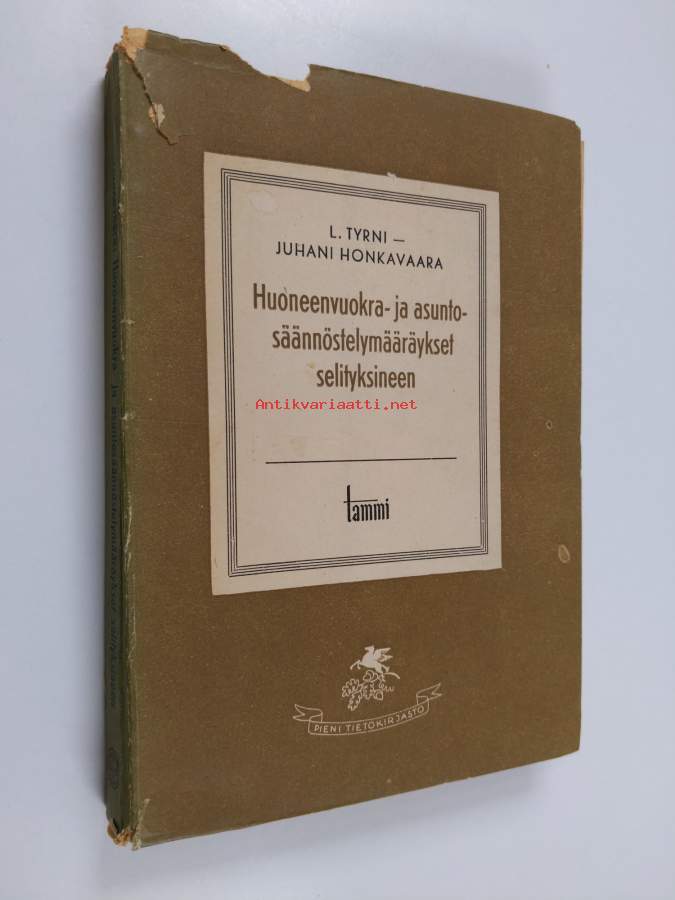 L. TYRNI —
JUHANI HONKAVAARA
Huoneenvuokra- ja asunto-
säännöstelymääräykset
selityksineen
Antikvariaatti.net
tammi
PIENI TIETOKIRJASTO